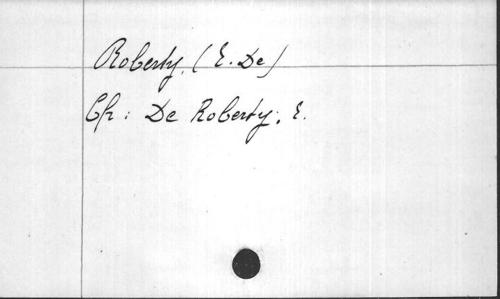 Roberty, (E. De)
Cfr: De Roberty, E.